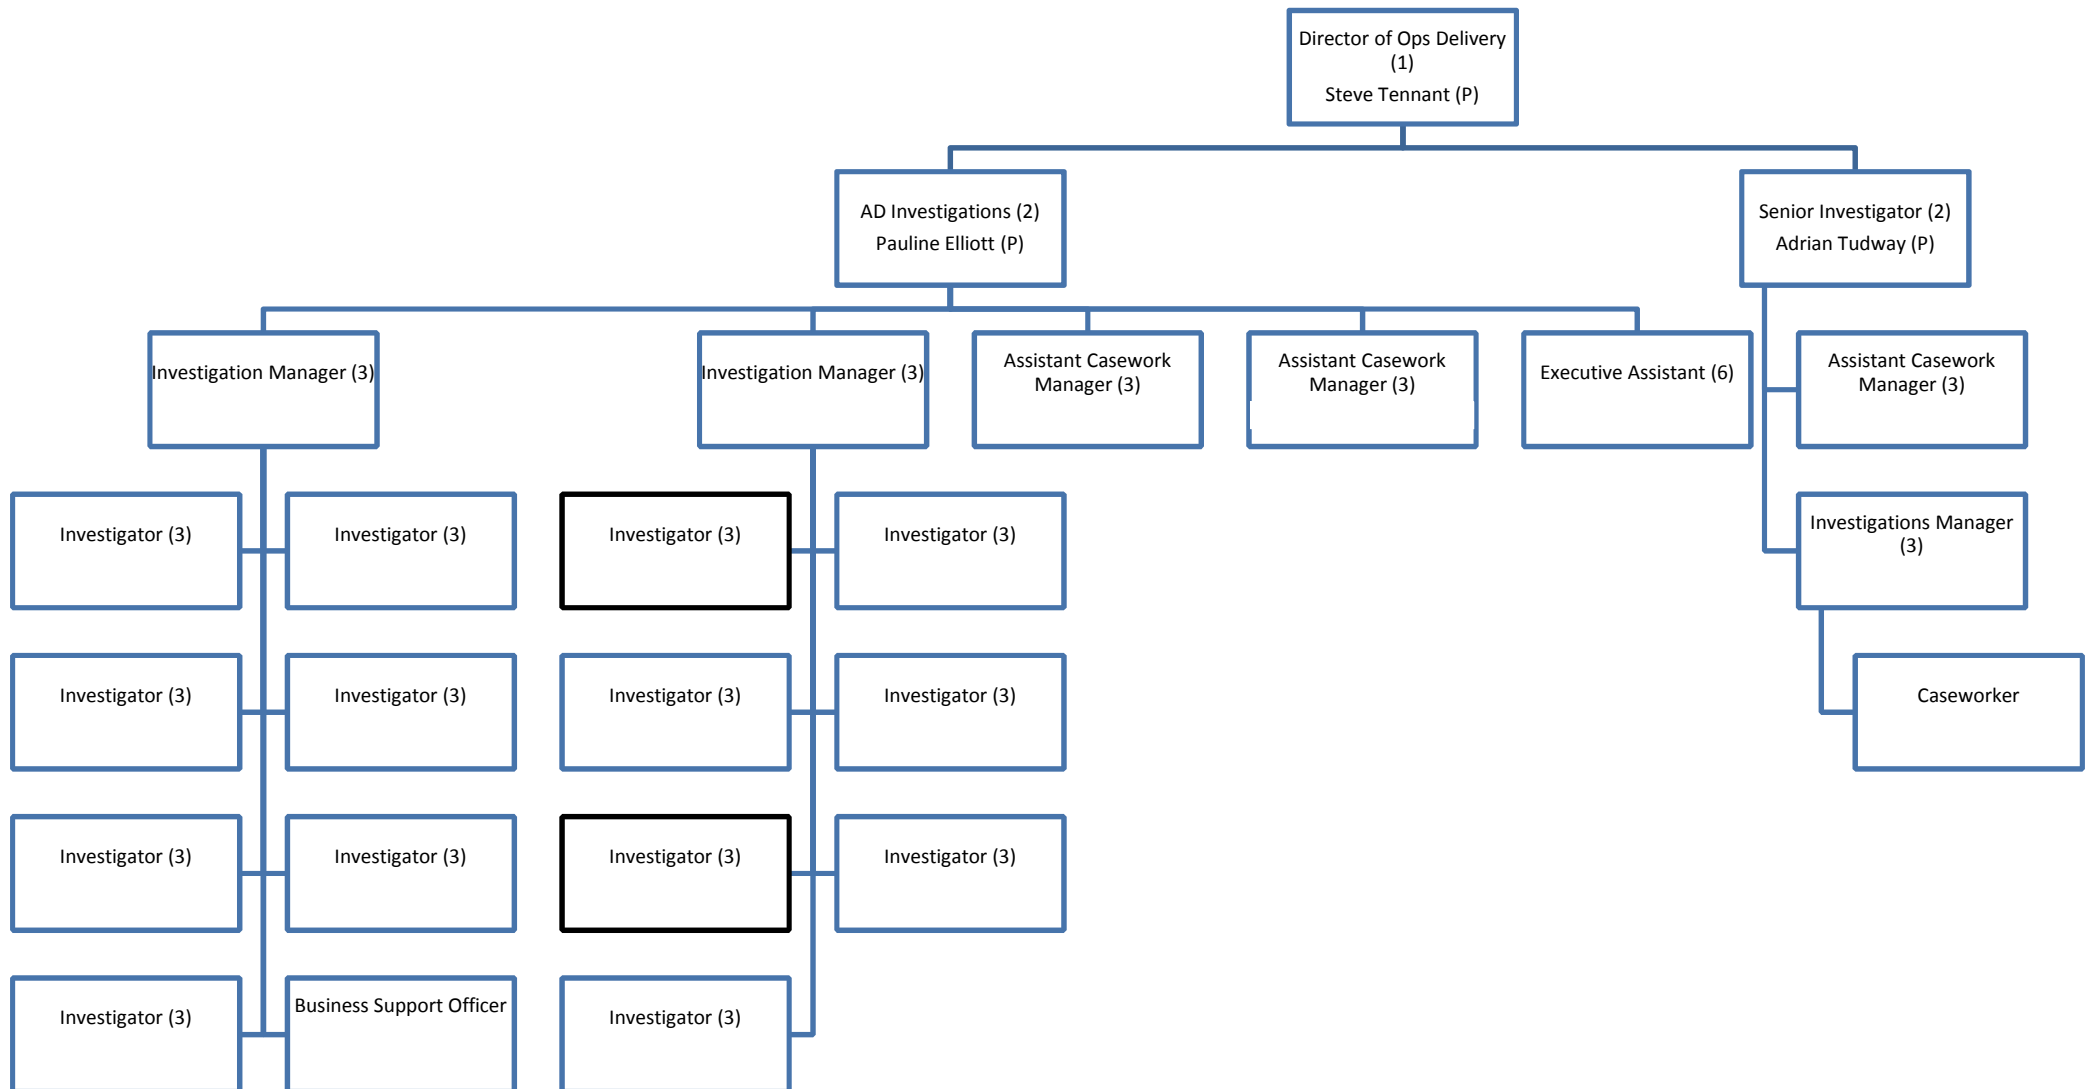 Director of Ops Delivery
(1)
Steve Tennant (P)
AD Investigations (2)
Pauline Elliott (P)
Senior Investigator (2)
Adrian Tudway (P)
Investigation Manager (3)
Investigation Manager (3)
Assistant Casework
Manager (3)
Assistant Casework
Manager (3)
Executive Assistant (6)
Assistant Casework
Manager (3)
Investigator (3)
Investigator (3)
Investigator (3)
Investigator (3)
Investigations Manager
(3)
Investigator (3)
Investigator (3)
Investigator (3)
Investigator (3)
Caseworker
Investigator (3)
Investigator (3)
Investigator (3)
Investigator (3)
Investigator (3)
Business Support Officer
Investigator (3)